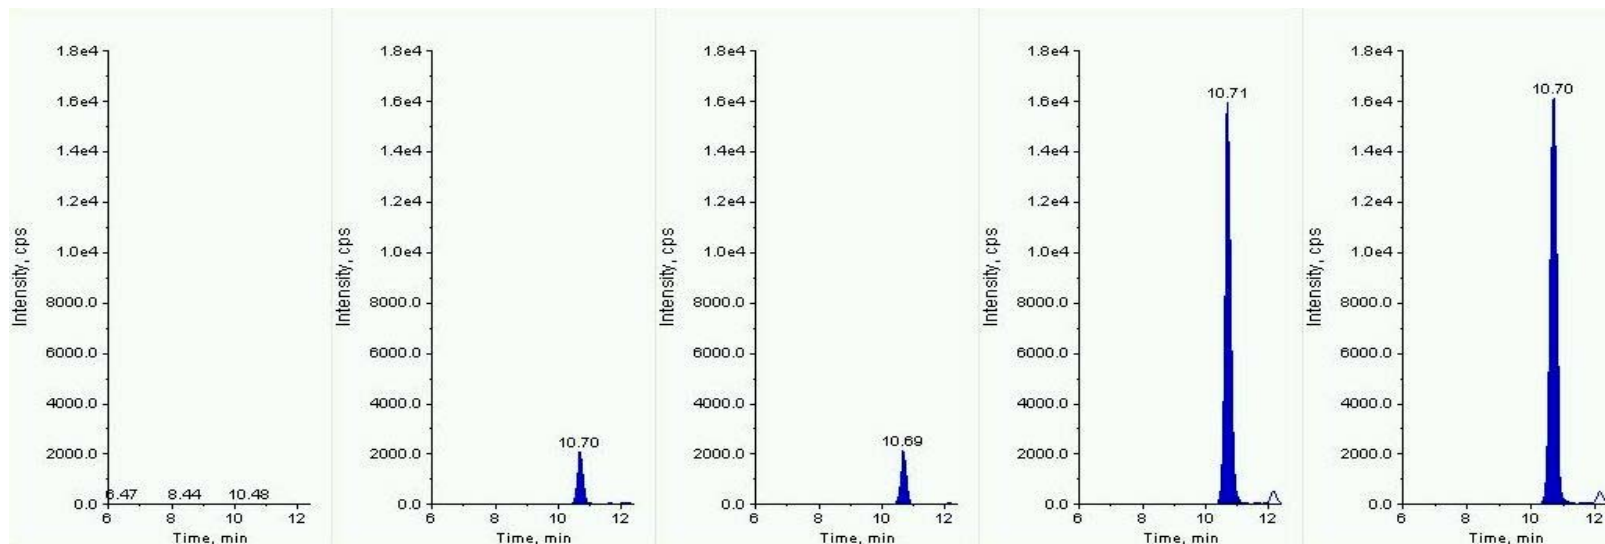 1.8e4
1.6e4
1.4e4
1.2e4
1.0e4
8000.0
6000.0
4000.0
2000.0
0.0
Intensity, cps
6.47 8.44 10.48
6 8 10 12
Time, min
1.8e4
1.6e4
1.4e4
1.2e4
1.0e4
8000.0
6000.0
4000.0
2000.0
0.0
Intensity, cps
10.70
6 8 10 12
Time, min
1.8e4
1.6e4
1.4e4
1.2e4
1.0e4
8000.0
6000.0
4000.0
2000.0
0.0
Intensity, cps
10.69
6 8 10 12
Time, min
1.8e4
1.6e4
1.4e4
1.2e4
1.0e4
8000.0
6000.0
4000.0
2000.0
0.0
Intensity, cps
10.71
6 8 10 12
Time, min
1.8e4
1.6e4
1.4e4
1.2e4
1.0e4
8000.0
6000.0
4000.0
2000.0
0.0
Intensity, cps
10.70
6 8 10 12
Time, min